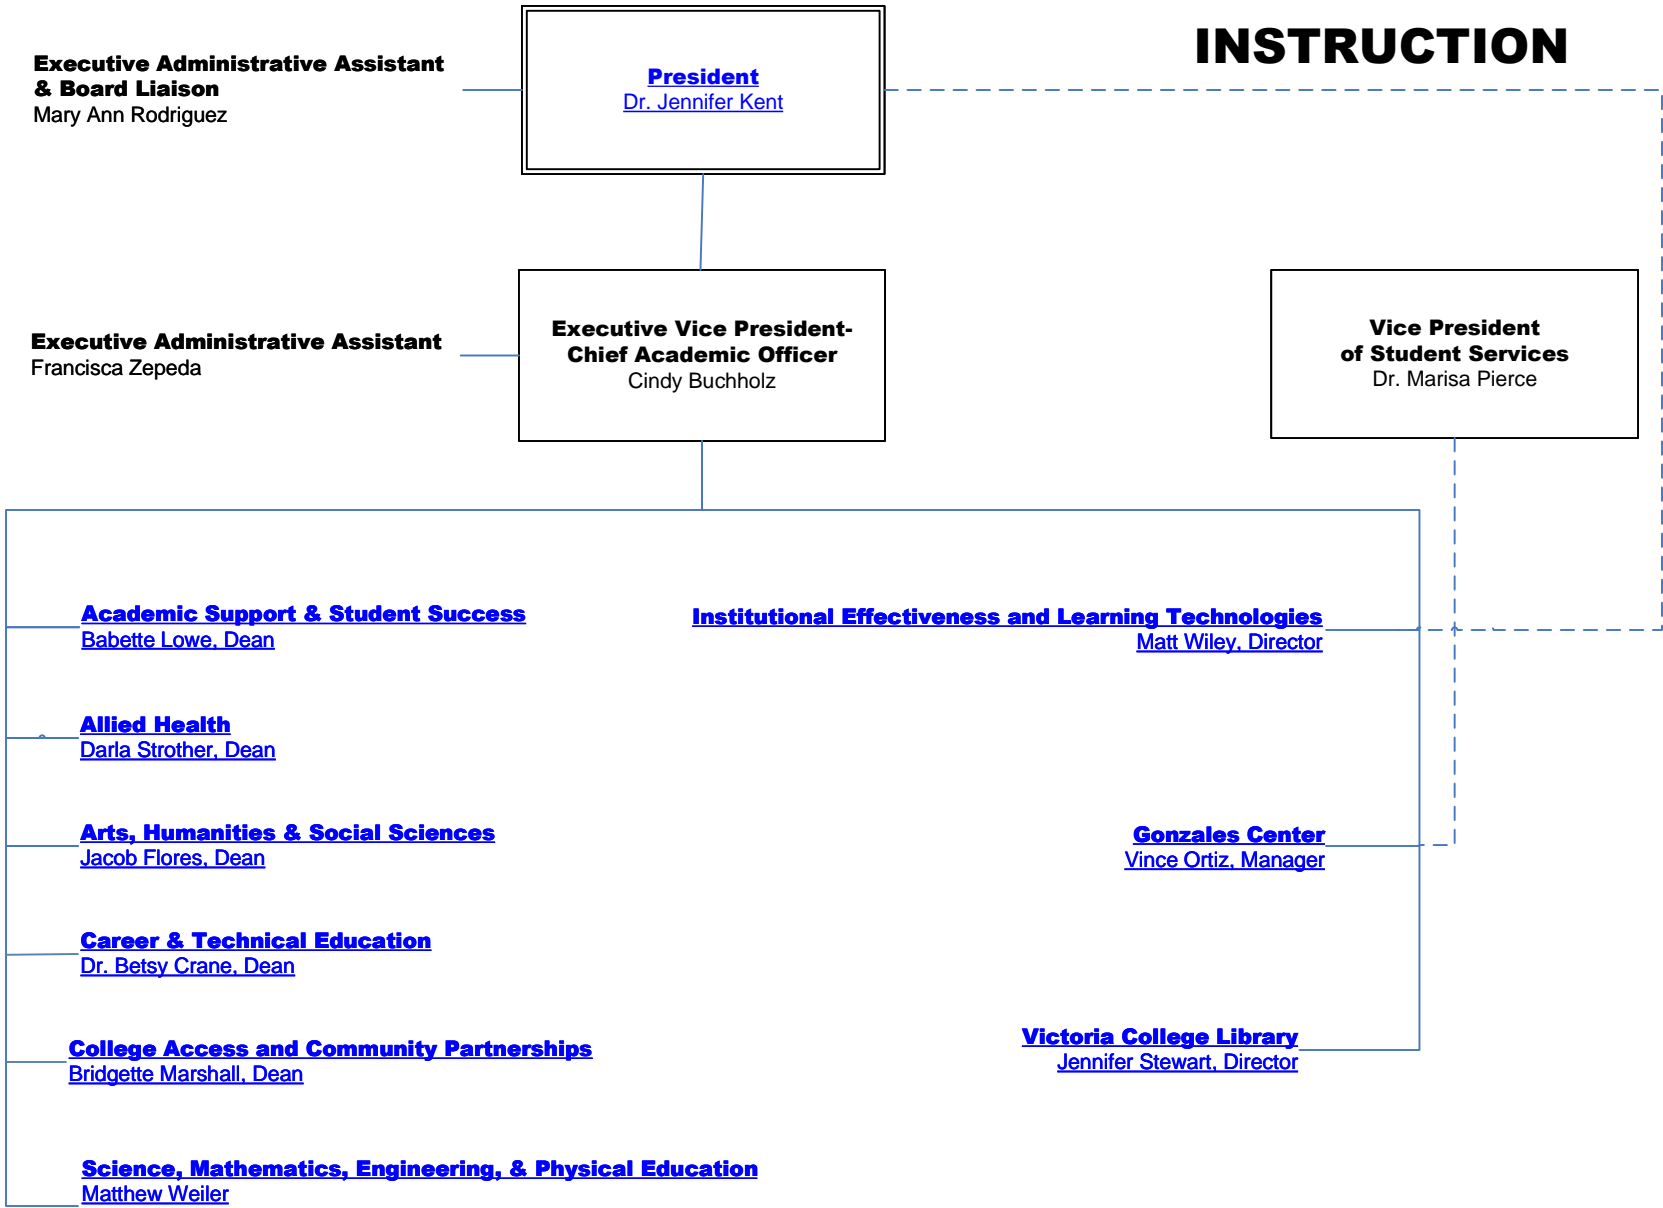 INSTRUCTION
Executive Administrative Assistant
& Board Liaison
Mary Ann Rodriguez
President
Dr. Jennifer Kent
Executive Administrative Assistant
Francisca Zepeda
Executive Vice President-
Chief Academic Officer
Cindy Buchholz
Vice President
of Student Services
Dr. Marisa Pierce
Academic Support & Student Success
Babette Lowe, Dean
Allied Health
Darla Strother, Dean
Arts, Humanities & Social Sciences
Jacob Flores, Dean
Career & Technical Education
Dr. Betsy Crane, Dean
College Access and Community Partnerships
Bridgette Marshall, Dean
Science, Mathematics, Engineering, & Physical Education
Matthew Weiler
Institutional Effectiveness and Learning Technologies
Matt Wiley, Director
Gonzales Center
Vince Ortiz, Manager
Victoria College Library
Jennifer Stewart, Director